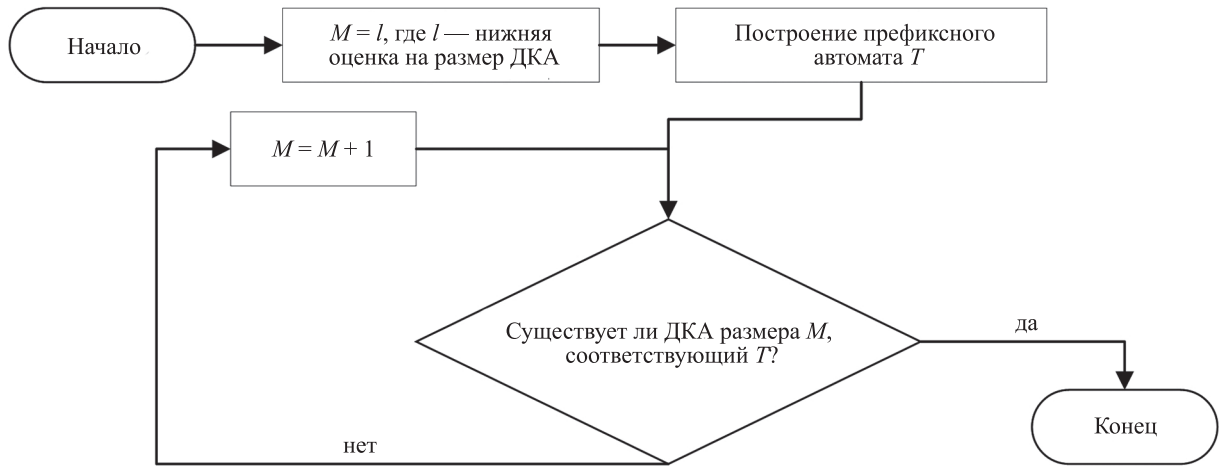 Начало
M = l, где l — нижняя
оценка на размер ДКА
Построение префиксного
автомата T
M = M + 1
Существует ли ДКА размера M,
соответствующий T?
да
Конец
нет